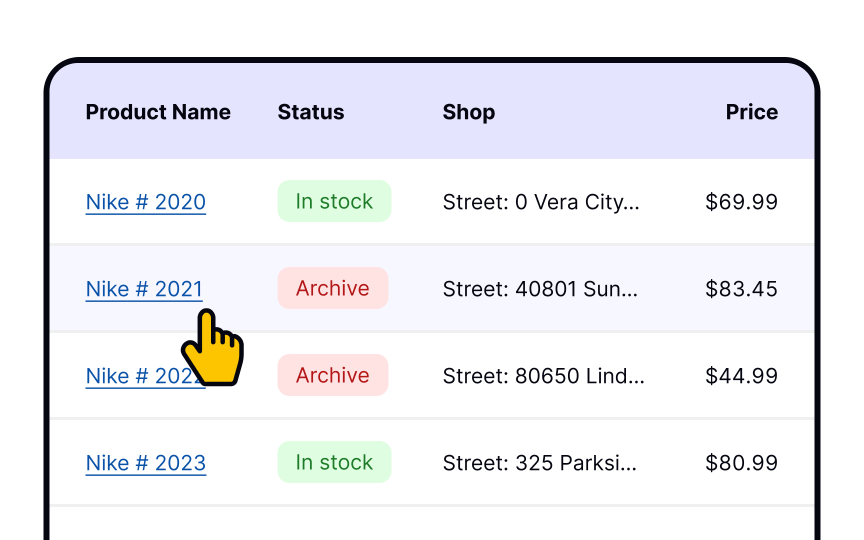 Product Name Status Shop Price
Nike # 2020 In stock Street: 0 Vera City... $69.99
Nike # 2021 Archive Street: 40801 Sun... $83.45
Nike # 2022 Archive Street: 80650 Lind... $44.99
Nike # 2023 In stock Street: 325 Parksi... $80.99